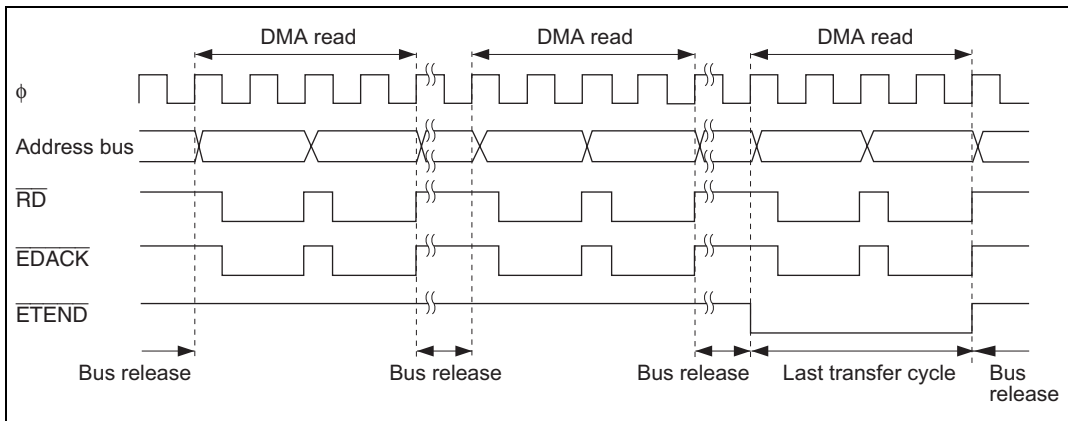 DMA read DMA read DMA read
ϕ
Address bus
RD
EDACK
ETEND
Bus release Bus release Bus release Last transfer cycle Bus release